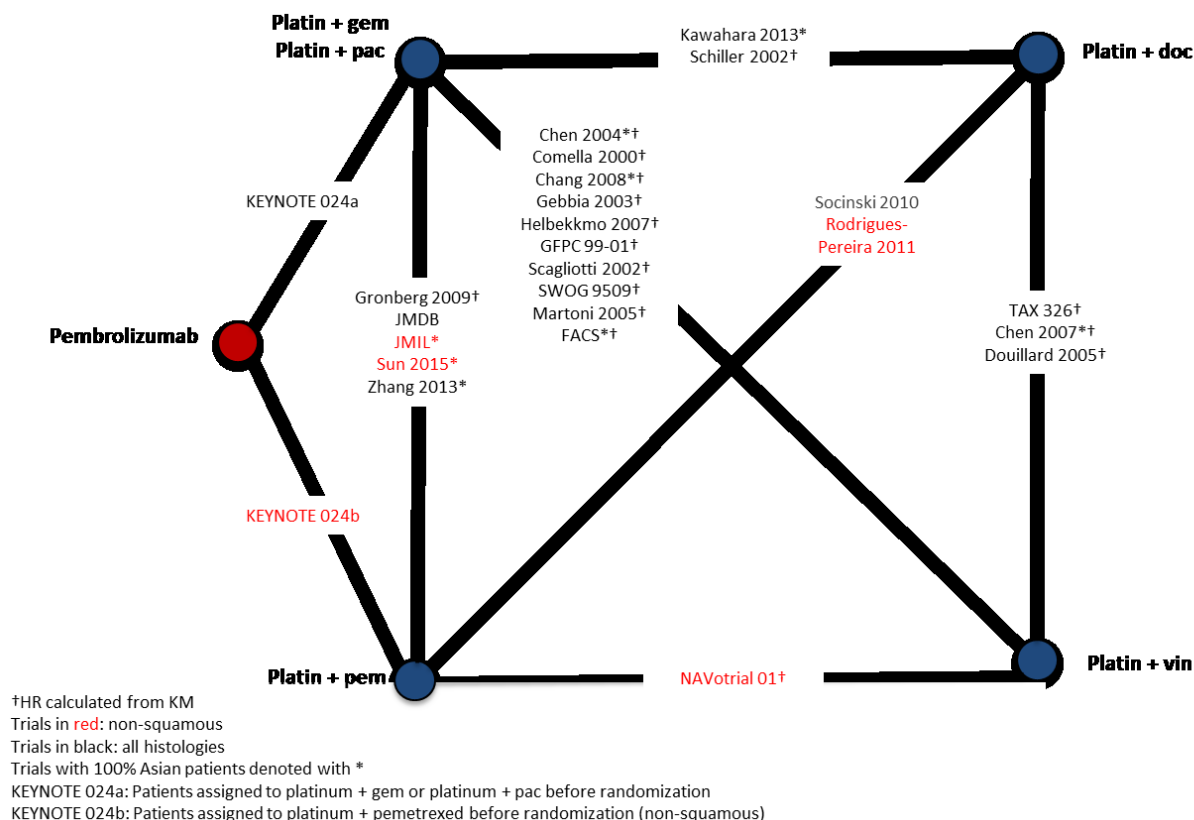 Platin + gem
Platin + pac
Kawahara 2013*
Schiller 2002†
Platin + doc
Chen 2004*†
Comella 2000†
Chang 2008*†
Gebbia 2003†
Helbekkmo 2007†
GFPC 99-01†
Scagliotti 2002†
SWOG 9509†
Martoni 2005†
FACS*†
KEYNOTE 024a
Socinski 2010
Rodrigues-
Pereira 2011
Gronberg 2009†
JMDB
JMIL*
Sun 2015*
Zhang 2013*
TAX 326†
Chen 2007*†
Douillard 2005†
Pembrolizumab
KEYNOTE 024b
Platin + pem
NAVotrial 01†
Platin + vin
†HR calculated from KM
Trials in red: non-squamous
Trials in black: all histologies
Trials with 100% Asian patients denoted with *
KEYNOTE 024a: Patients assigned to platinum + gem or platinum + pac before randomization
KEYNOTE 024b: Patients assigned to platinum + pemetrexed before randomization (non-squamous)